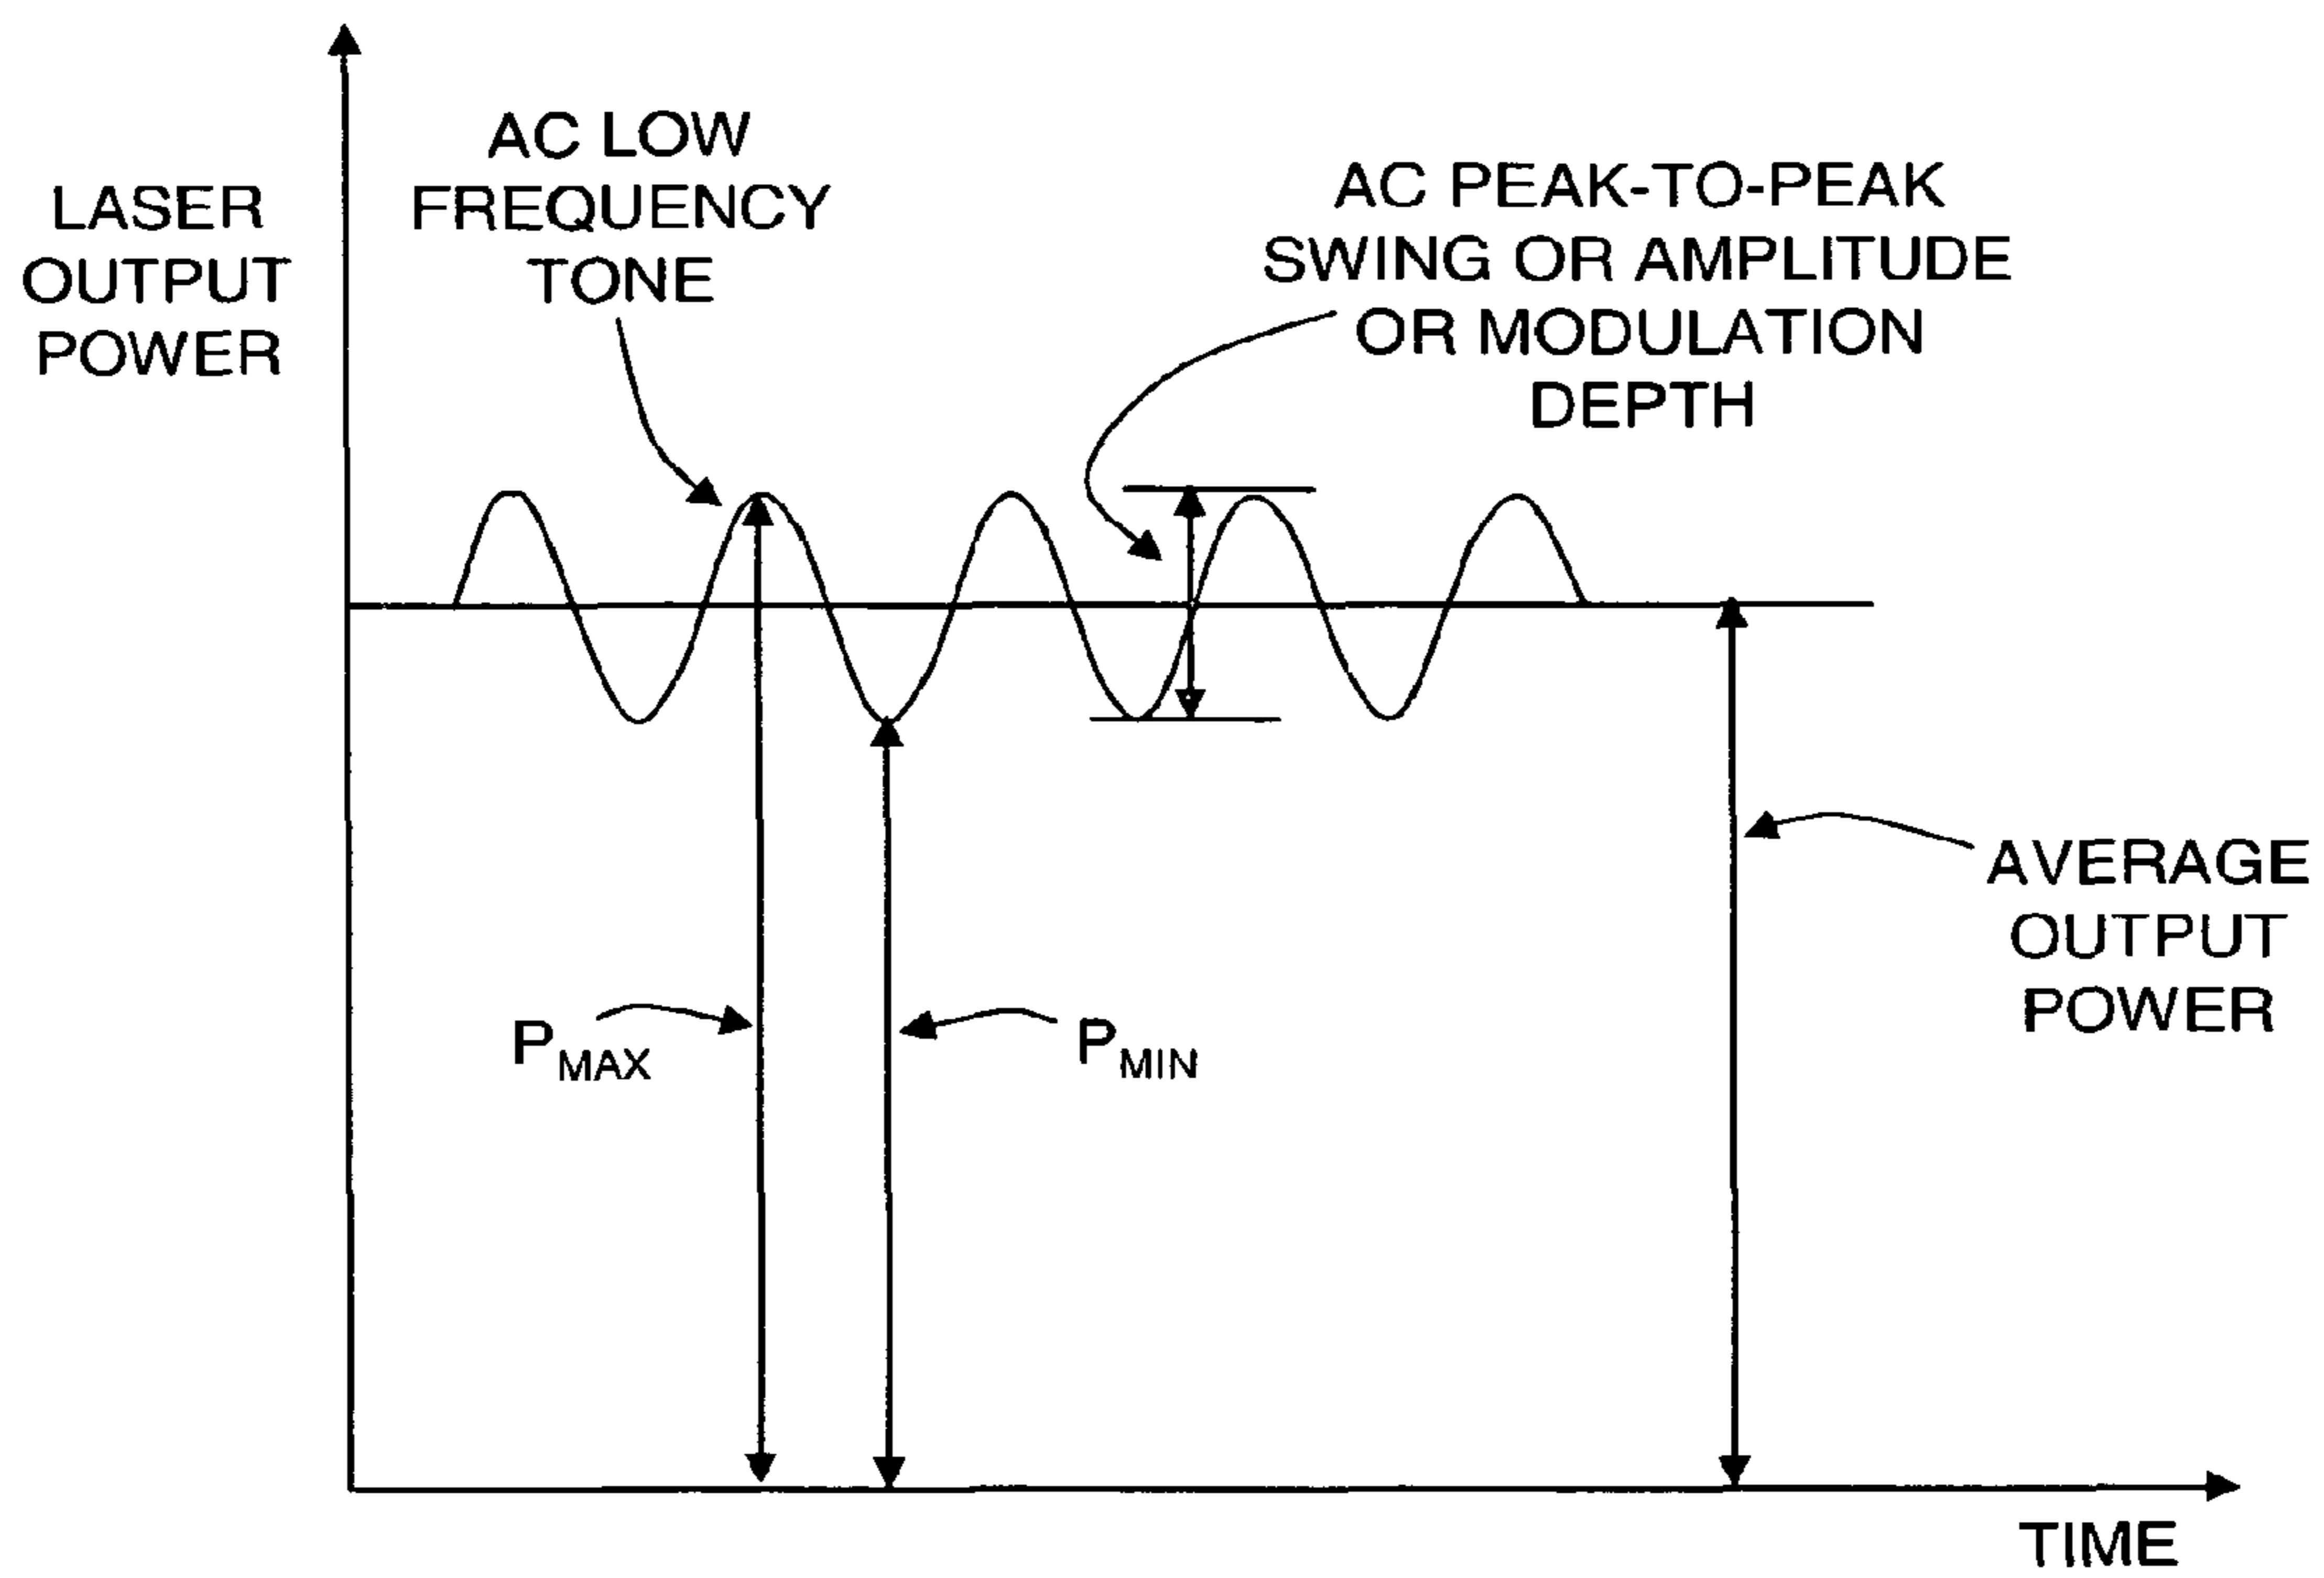 AC LOW
FREQUENCY
TONE
LASER
OUTPUT
POWER
AC PEAK-TO-PEAK
SWING OR AMPLITUDE
OR MODULATION
DEPTH
AVERAGE
OUTPUT
POWER
PMAX
PMIN
TIME